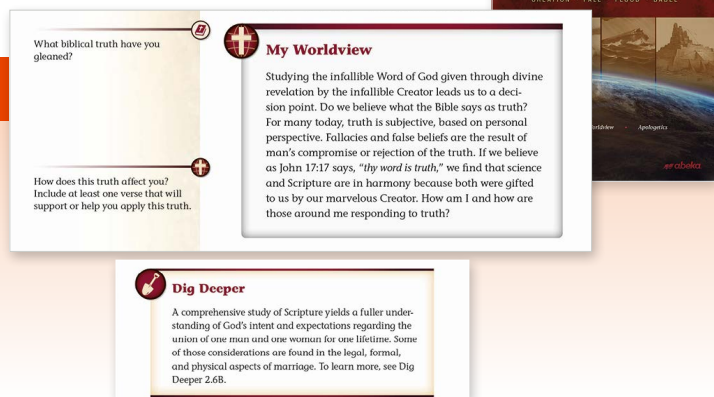 CREATION FALL FLOOD BABEL
What biblical truth have you
gleaned?
How does this truth affect you?
Include at least one verse that will
support or help you apply this truth.
My Worldview
Studying the infallible Word of God given through divine
revelation by the infallible Creator leads us to a deci-
sion point. Do we believe what the Bible says as truth?
For many today, truth is subjective, based on personal
perspective. Fallacies and false beliefs are the result of
man's compromise or rejection of the truth. If we believe
as John 17:17 says, "thy word is truth," we find that science
and Scripture are in harmony because both were gifted
to us by our marvelous Creator. How am I and how are
those around me responding to truth?
Worldview · Apologetics
abeka
Dig Deeper
A comprehensive study of Scripture yields a fuller under-
standing of God's intent and expectations regarding the
union of one man and one woman for one lifetime. Some
of those considerations are found in the legal, formal,
and physical aspects of marriage. To learn more, see Dig
Deeper 2.6B.